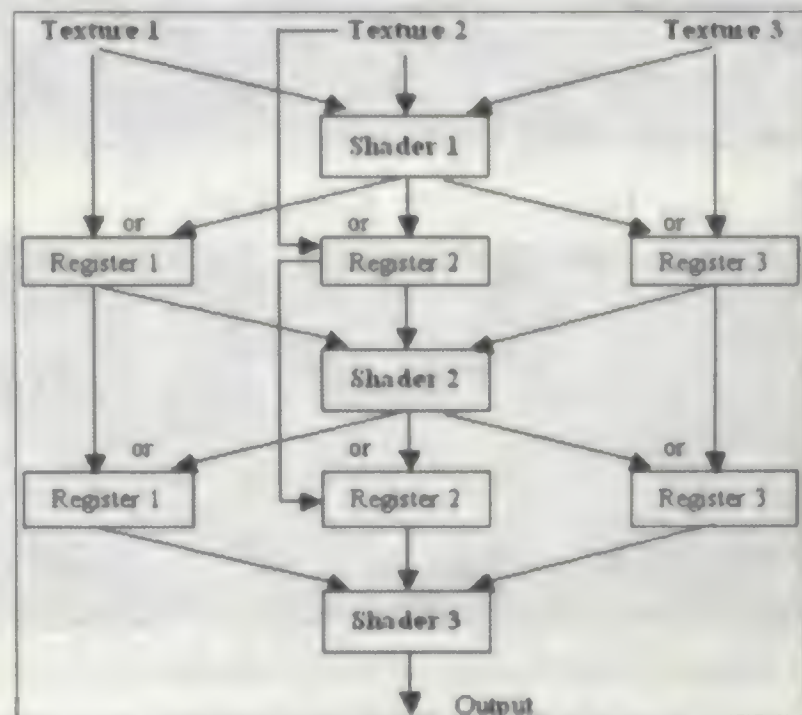 Texture 1 Texture 2 Texture 3
Shader 1
or or or
Register 1 Register 2 Register 3
Shader 2
or or or
Register 1 Register 2 Register 3
Shader 3
Output